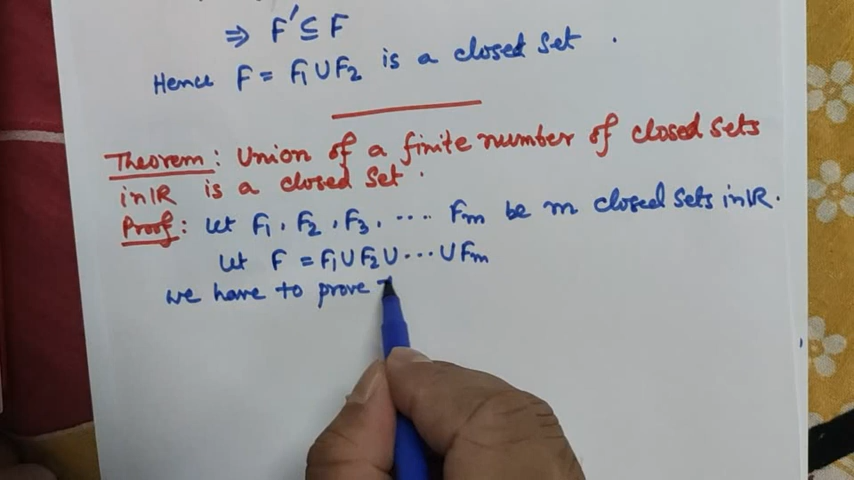 ⇒ F' ⊆ F
Hence F = F₁ ∪ F₂ is a closed set .
Theorem : Union of a finite number of closed sets
in ℝ is a closed set .
Proof : Let F₁ , F₂ , F₃ , .... Fₘ be m closed sets in ℝ .
Let F = F₁ ∪ F₂ ∪ ... ∪ Fₘ
we have to prove